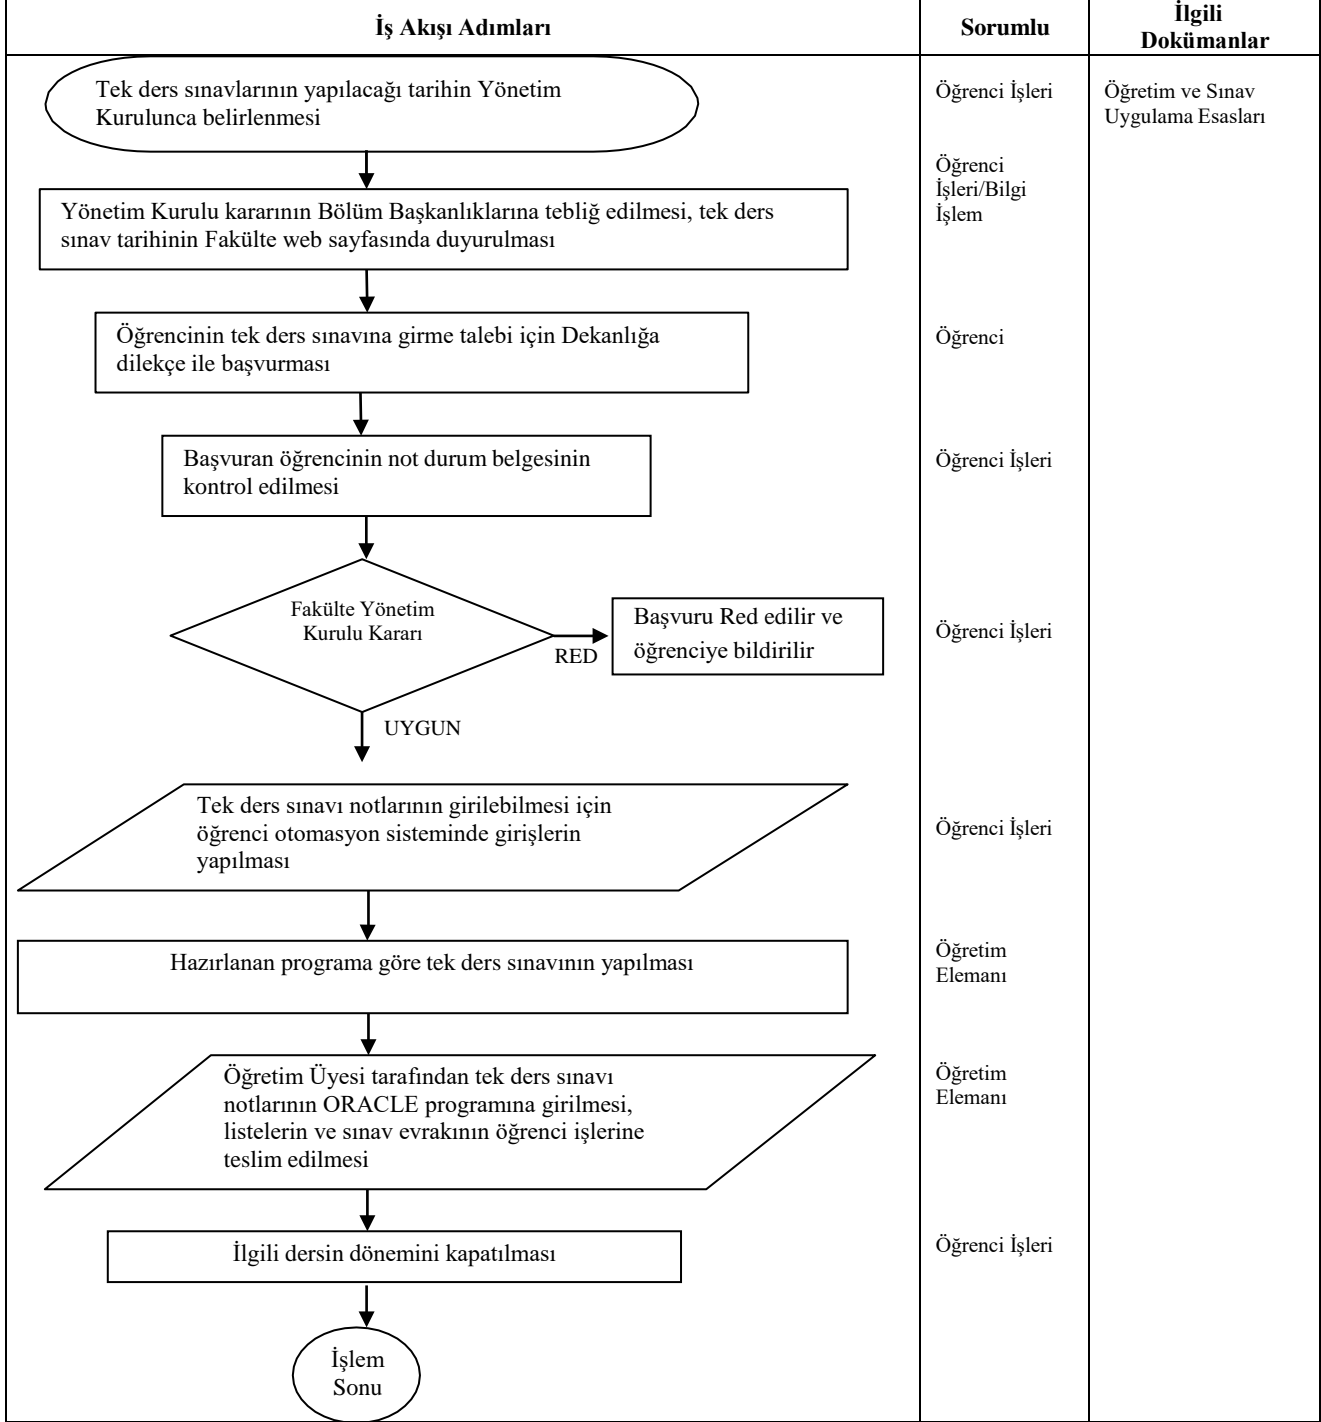 İş Akışı Adımları
Sorumlu
İlgili
Dokümanlar
Tek ders sınavlarının yapılacağı tarihin Yönetim
Kurulunca belirlenmesi
Öğrenci İşleri
Öğretim ve Sınav
Uygulama Esasları
Yönetim Kurulu kararının Bölüm Başkanlıklarına tebliğ edilmesi, tek ders
sınav tarihinin Fakülte web sayfasında duyurulması
Öğrenci
İşleri/Bilgi
İşlem
Öğrencinin tek ders sınavına girme talebi için Dekanlığa
dilekçe ile başvurması
Öğrenci
Başvuran öğrencinin not durum belgesinin
kontrol edilmesi
Öğrenci İşleri
Fakülte Yönetim
Kurulu Kararı
RED
Başvuru Red edilir ve
öğrenciye bildirilir
Öğrenci İşleri
UYGUN
Tek ders sınavı notlarının girilebilmesi için
öğrenci otomasyon sisteminde girişlerin
yapılması
Öğrenci İşleri
Hazırlanan programa göre tek ders sınavının yapılması
Öğretim
Elemanı
Öğretim Üyesi tarafından tek ders sınavı
notlarının ORACLE programına girilmesi,
listelerin ve sınav evrakının öğrenci işlerine
teslim edilmesi
Öğretim
Elemanı
İlgili dersin dönemini kapatılması
Öğrenci İşleri
İşlem
Sonu